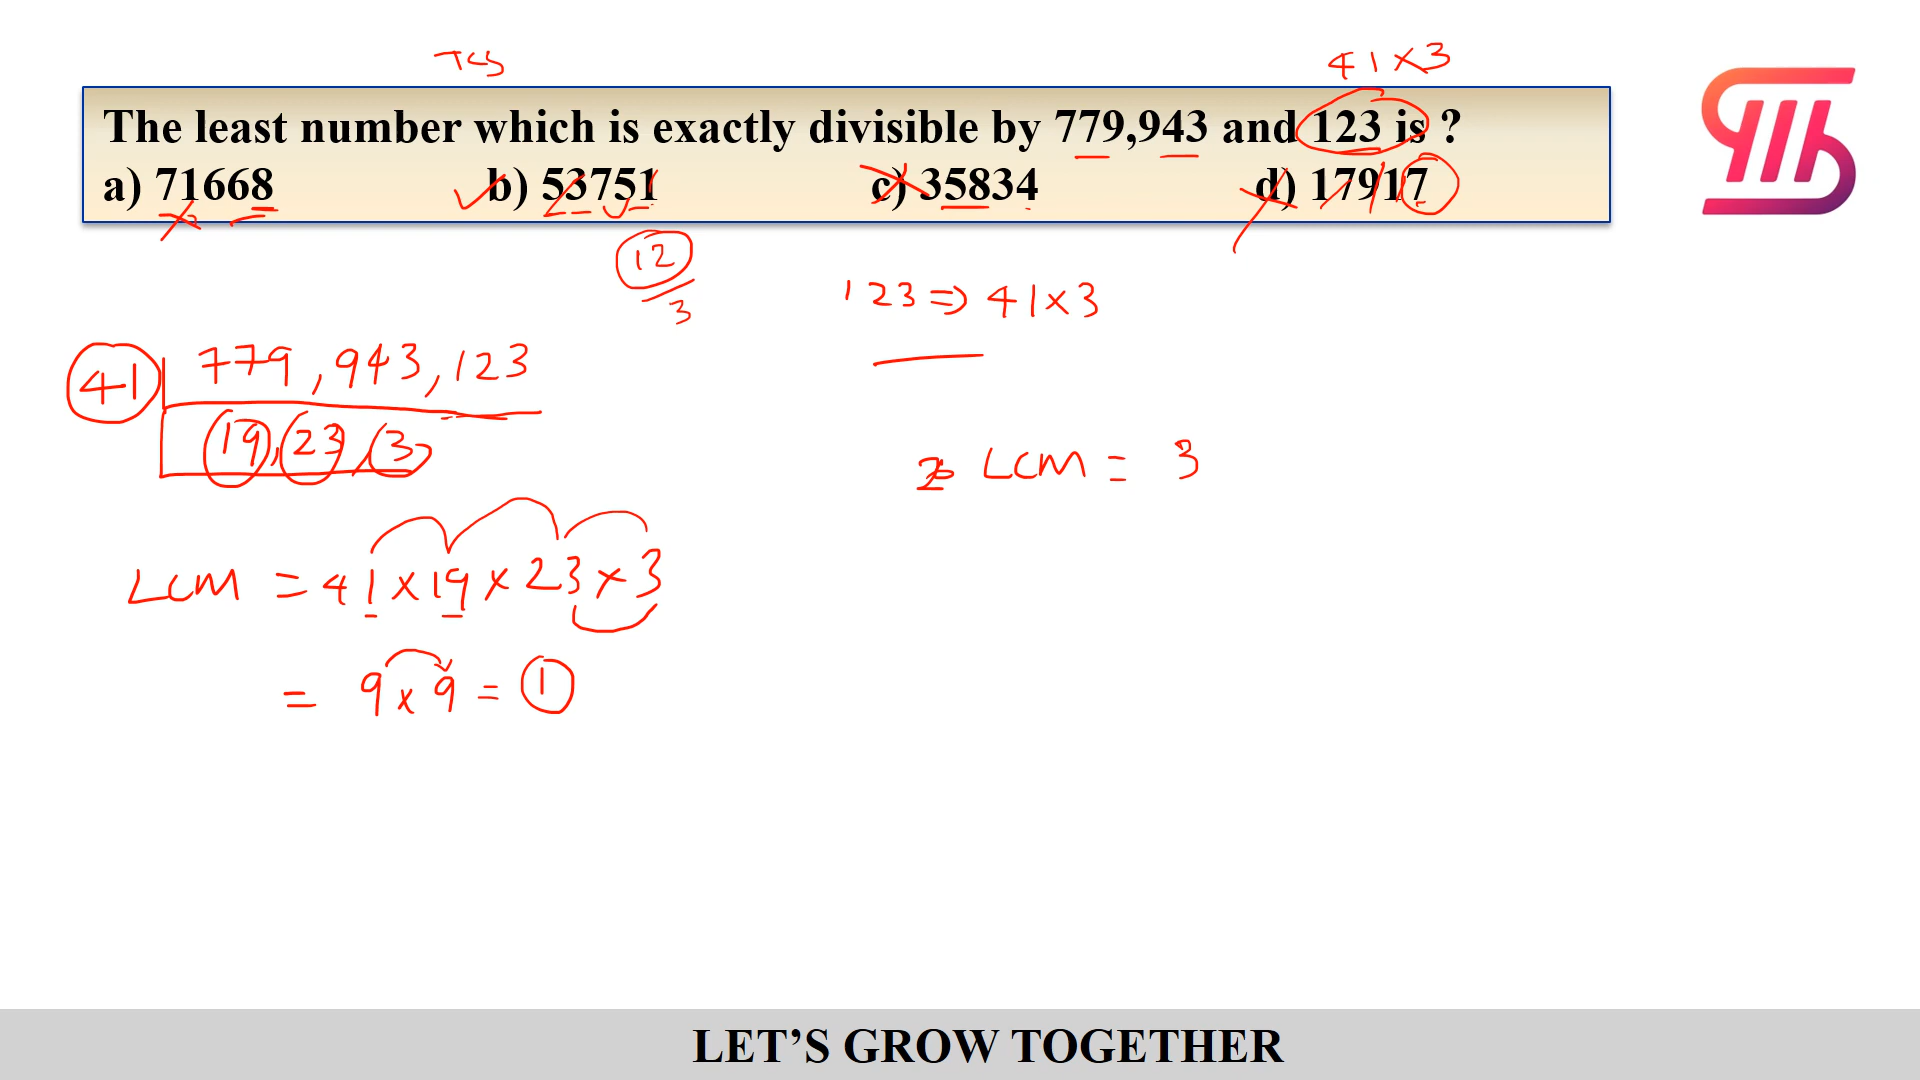 TCS
41×3
The least number which is exactly divisible by 779,943 and 123 is ?
a) 71668 b) 53751 c) 35834 d) 17917
12
3
123 ⇒ 41×3
41 | 779, 943, 123
19, 23, 3
LCM = 3
LCM = 41×19×23×3
= 9×9 = 1
LET'S GROW TOGETHER